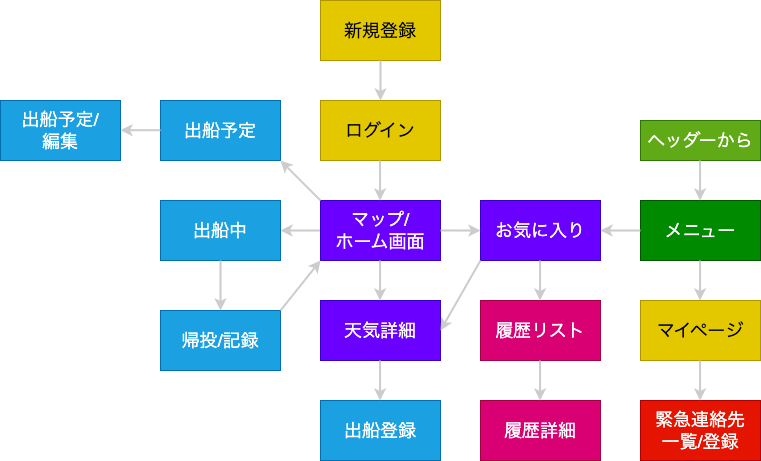 新規登録
出船予定/
編集
出船予定
ログイン
ヘッダーから
出船中
マップ/
ホーム画面
お気に入り
メニュー
帰投/記録
天気詳細
履歴リスト
マイページ
出船登録
履歴詳細
緊急連絡先
一覧/登録